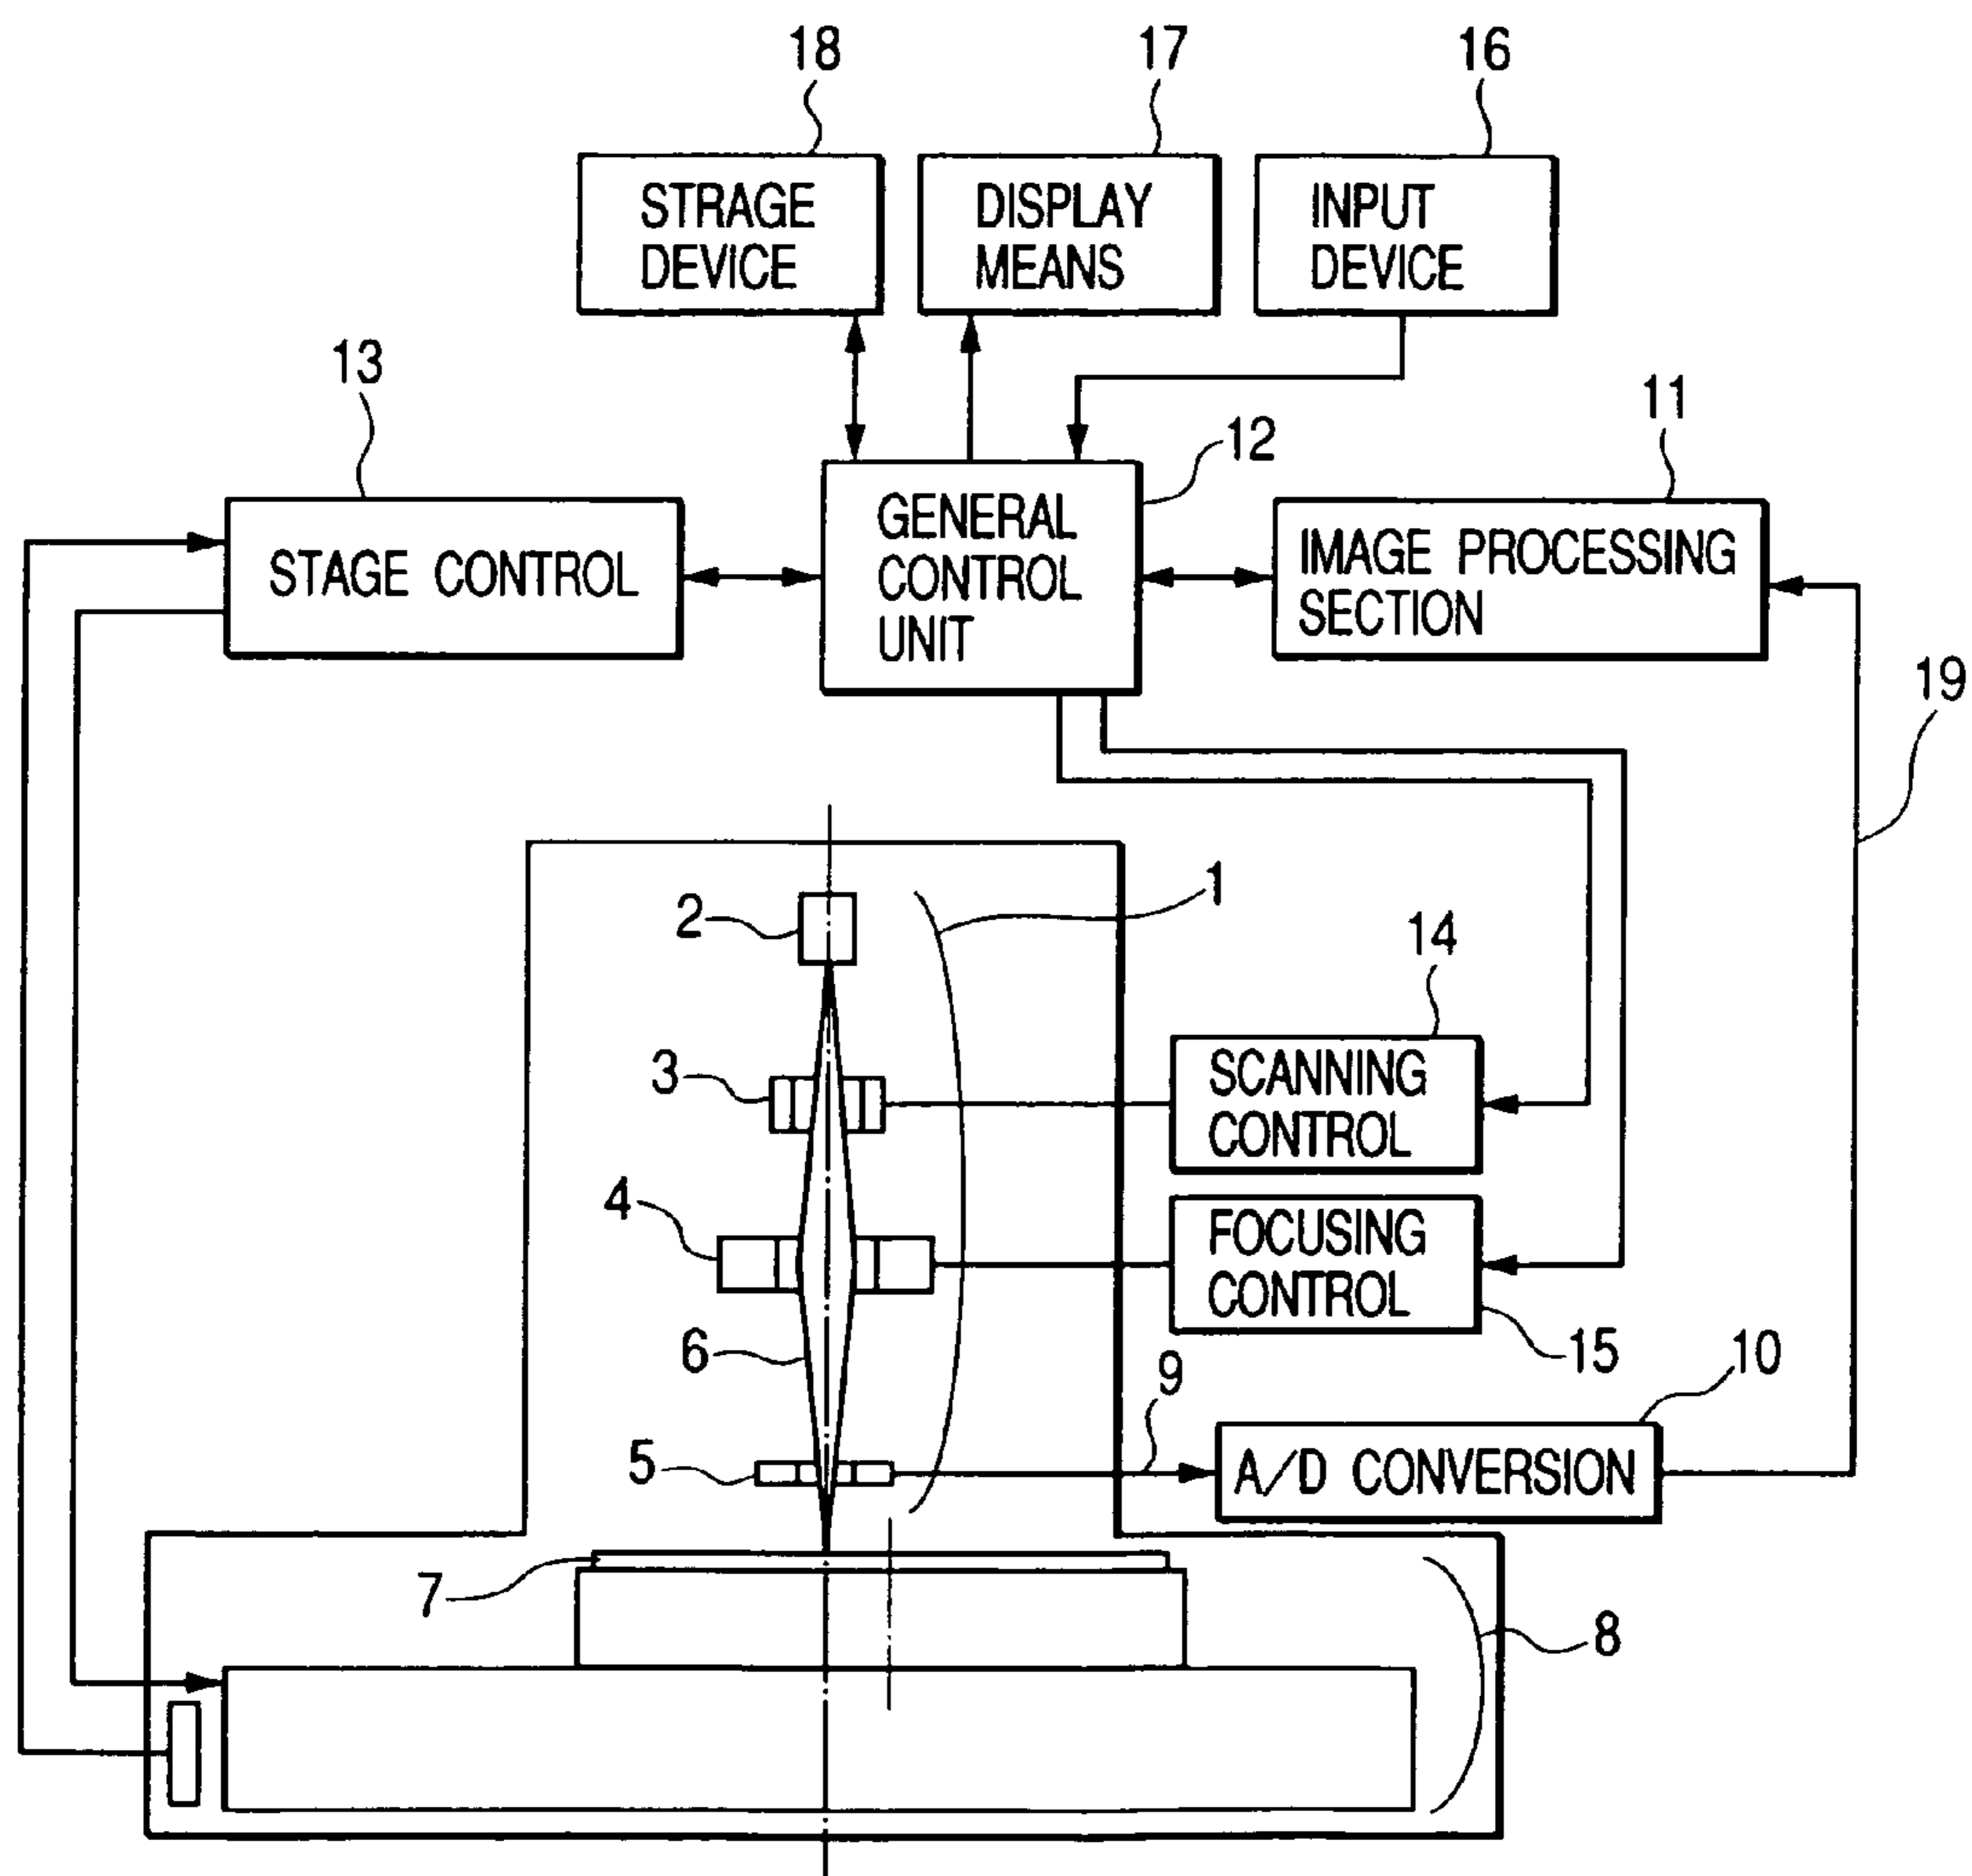 18
17
16
STRAGE
DEVICE
DISPLAY
MEANS
INPUT
DEVICE
13
12
11
STAGE CONTROL
GENERAL
CONTROL
UNIT
IMAGE PROCESSING
SECTION
19
1
2
14
3
SCANNING
CONTROL
4
FOCUSING
CONTROL
6
9
15
10
5
A/D CONVERSION
7
8